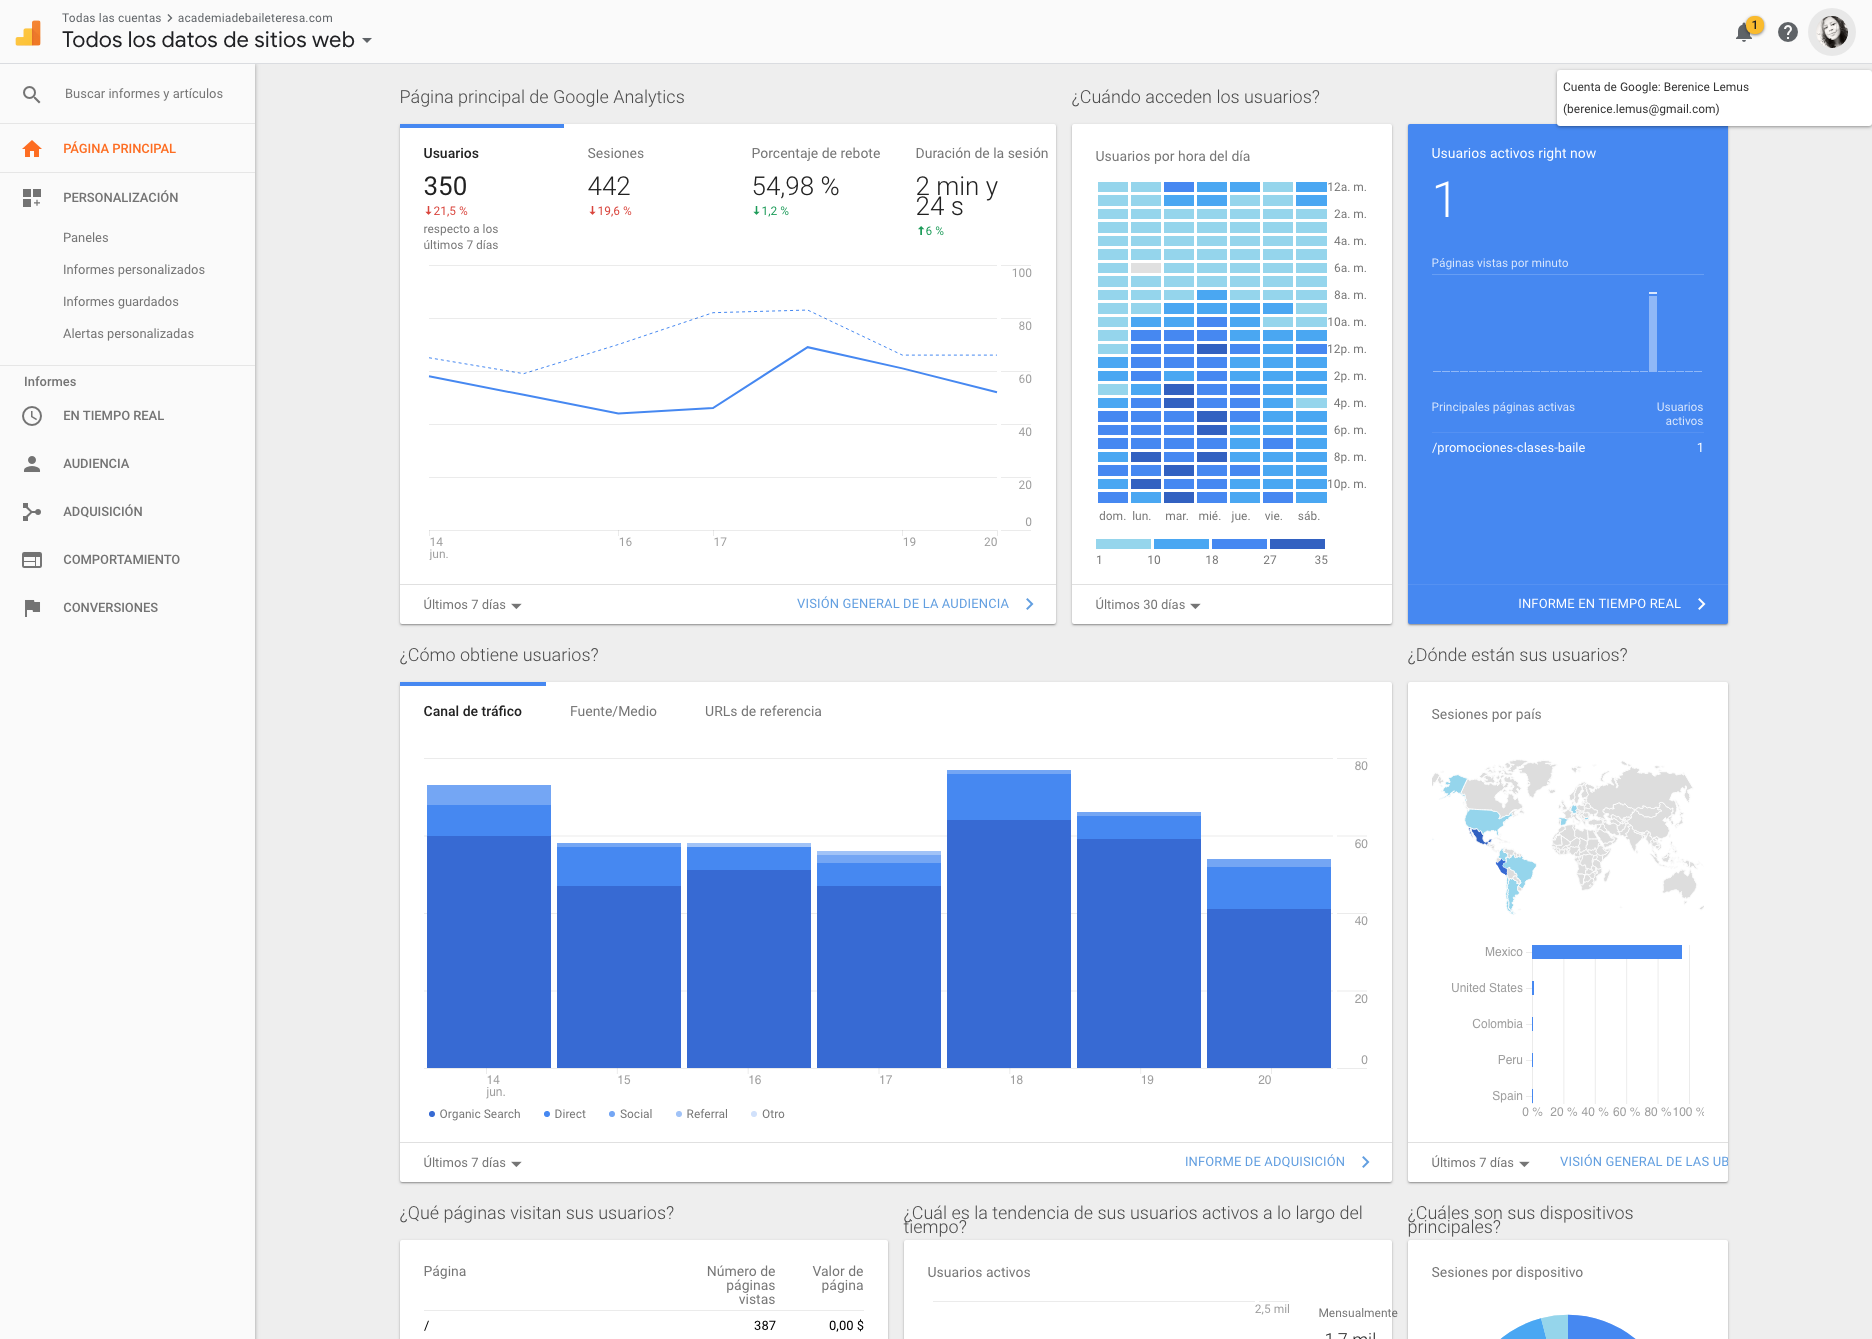 Todas las cuentas > academiadebaileteresa.com
Todos los datos de sitios web
1
Cuenta de Google: Berenice Lemus
(berenice.lemus@gmail.com)
Buscar informes y artículos
PÁGINA PRINCIPAL
PERSONALIZACIÓN
Paneles
Informes personalizados
Informes guardados
Alertas personalizadas
Informes
EN TIEMPO REAL
AUDIENCIA
ADQUISICIÓN
COMPORTAMIENTO
CONVERSIONES
Página principal de Google Analytics
Usuarios
350
21,5 %
respecto a los
últimos 7 días
Sesiones
442
19,6 %
Porcentaje de rebote
54,98 %
1,2 %
Duración de la sesión
2 min y
24 s
6 %
100
80
60
40
20
0
14
jun.
16
17
19
20
Últimos 7 días
VISIÓN GENERAL DE LA AUDIENCIA
¿Cuándo acceden los usuarios?
Usuarios por hora del día
12a. m.
2a. m.
4a. m.
6a. m.
8a. m.
10a. m.
12p. m.
2p. m.
4p. m.
6p. m.
8p. m.
10p. m.
dom. lun. mar. mié. jue. vie. sáb.
1 10 18 27 35
Últimos 30 días
Usuarios activos right now
1
Páginas vistas por minuto
Principales páginas activas
Usuarios
activos
/promociones-clases-baile 1
INFORME EN TIEMPO REAL
¿Cómo obtiene usuarios?
Canal de tráfico
Fuente/Medio
URLs de referencia
80
60
40
20
0
14
jun.
15
16
17
18
19
20
Organic Search
Direct
Social
Referral
Otro
Últimos 7 días
INFORME DE ADQUISICIÓN
¿Dónde están sus usuarios?
Sesiones por país
Mexico
United States
Colombia
Peru
Spain
0 % 20 % 40 % 60 % 80 % 100 %
Últimos 7 días
VISIÓN GENERAL DE LAS UB
¿Qué páginas visitan sus usuarios?
Página
Número de
páginas
vistas
Valor de
página
/ 387 0,00 $
¿Cuál es la tendencia de sus usuarios activos a lo largo del
tiempo?
Usuarios activos
2,5 mil
Mensualmente
1,7 mil
¿Cuáles son sus dispositivos
principales?
Sesiones por dispositivo